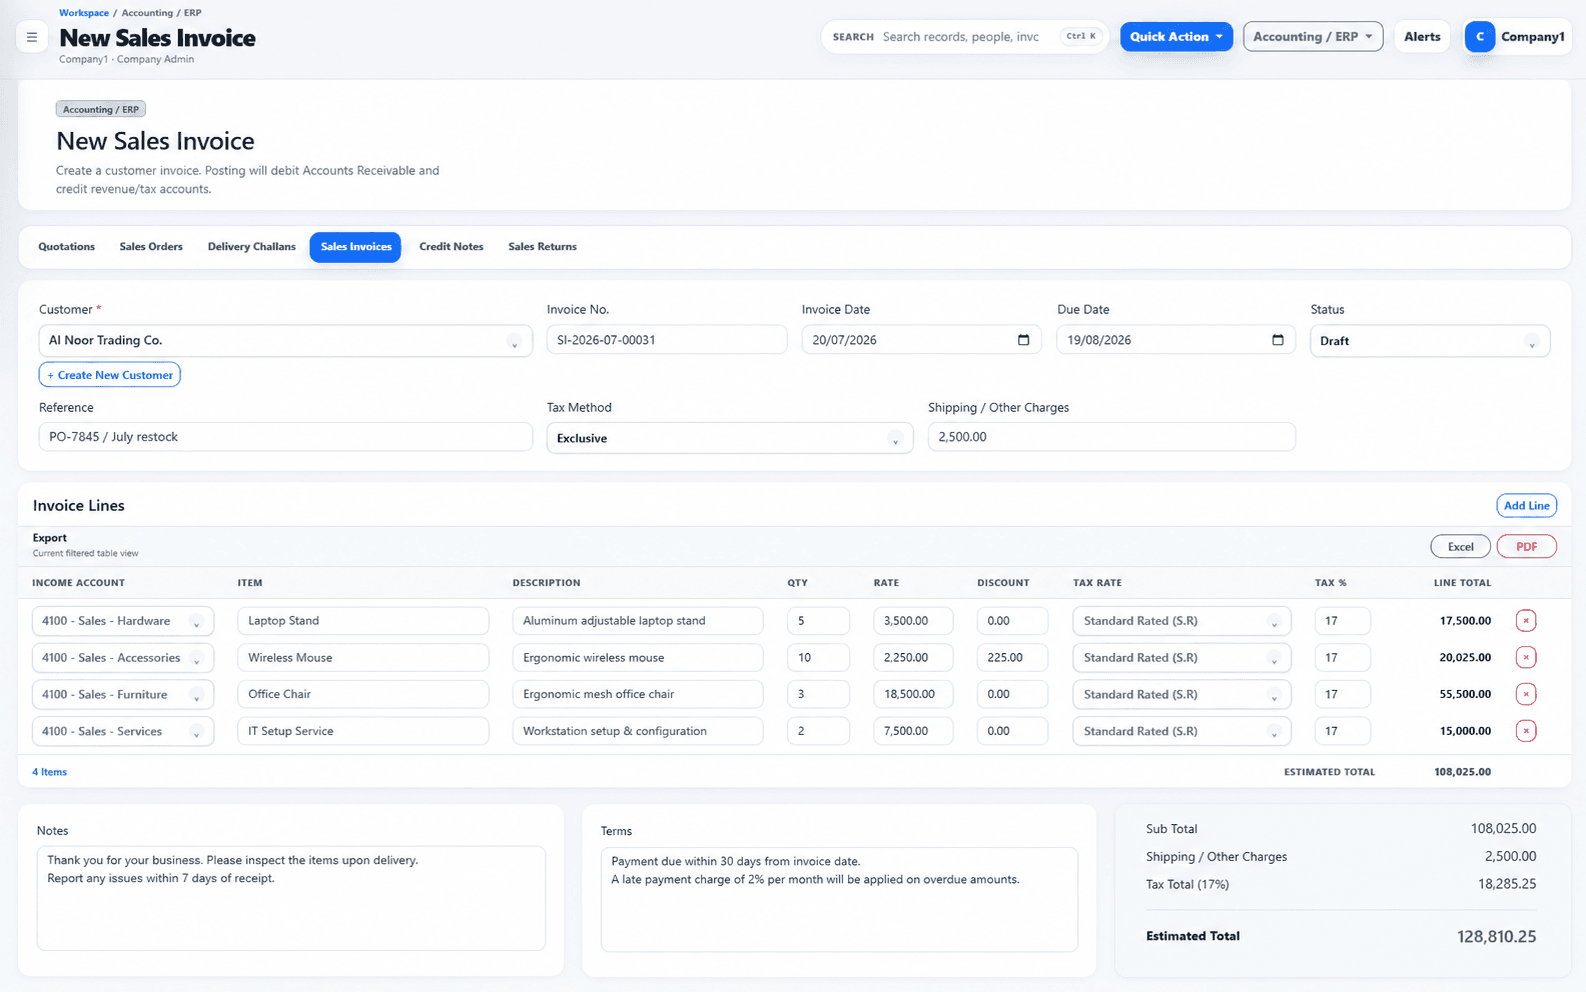 Workspace / Accounting / ERP
New Sales Invoice
Company1 · Company Admin
SEARCH Search records, people, invc Ctrl K
Quick Action
Accounting / ERP
Alerts
C Company1
Accounting / ERP
New Sales Invoice
Create a customer invoice. Posting will debit Accounts Receivable and
credit revenue/tax accounts.
Quotations Sales Orders Delivery Challans Sales Invoices Credit Notes Sales Returns
Customer * Invoice No. Invoice Date Due Date Status
Al Noor Trading Co. SI-2026-07-00031 20/07/2026 19/08/2026 Draft
+ Create New Customer
Reference Tax Method Shipping / Other Charges
PO-7845 / July restock Exclusive 2,500.00
Invoice Lines Add Line
Export
Current filtered table view
Excel PDF
INCOME ACCOUNT ITEM DESCRIPTION QTY RATE DISCOUNT TAX RATE TAX % LINE TOTAL
4100 - Sales - Hardware Laptop Stand Aluminum adjustable laptop stand 5 3,500.00 0.00 Standard Rated (S.R) 17 17,500.00 ×
4100 - Sales - Accessories Wireless Mouse Ergonomic wireless mouse 10 2,250.00 225.00 Standard Rated (S.R) 17 20,025.00 ×
4100 - Sales - Furniture Office Chair Ergonomic mesh office chair 3 18,500.00 0.00 Standard Rated (S.R) 17 55,500.00 ×
4100 - Sales - Services IT Setup Service Workstation setup & configuration 2 7,500.00 0.00 Standard Rated (S.R) 17 15,000.00 ×
4 Items ESTIMATED TOTAL 108,025.00
Notes
Thank you for your business. Please inspect the items upon delivery.
Report any issues within 7 days of receipt.
Terms
Payment due within 30 days from invoice date.
A late payment charge of 2% per month will be applied on overdue amounts.
Sub Total 108,025.00
Shipping / Other Charges 2,500.00
Tax Total (17%) 18,285.25
Estimated Total 128,810.25